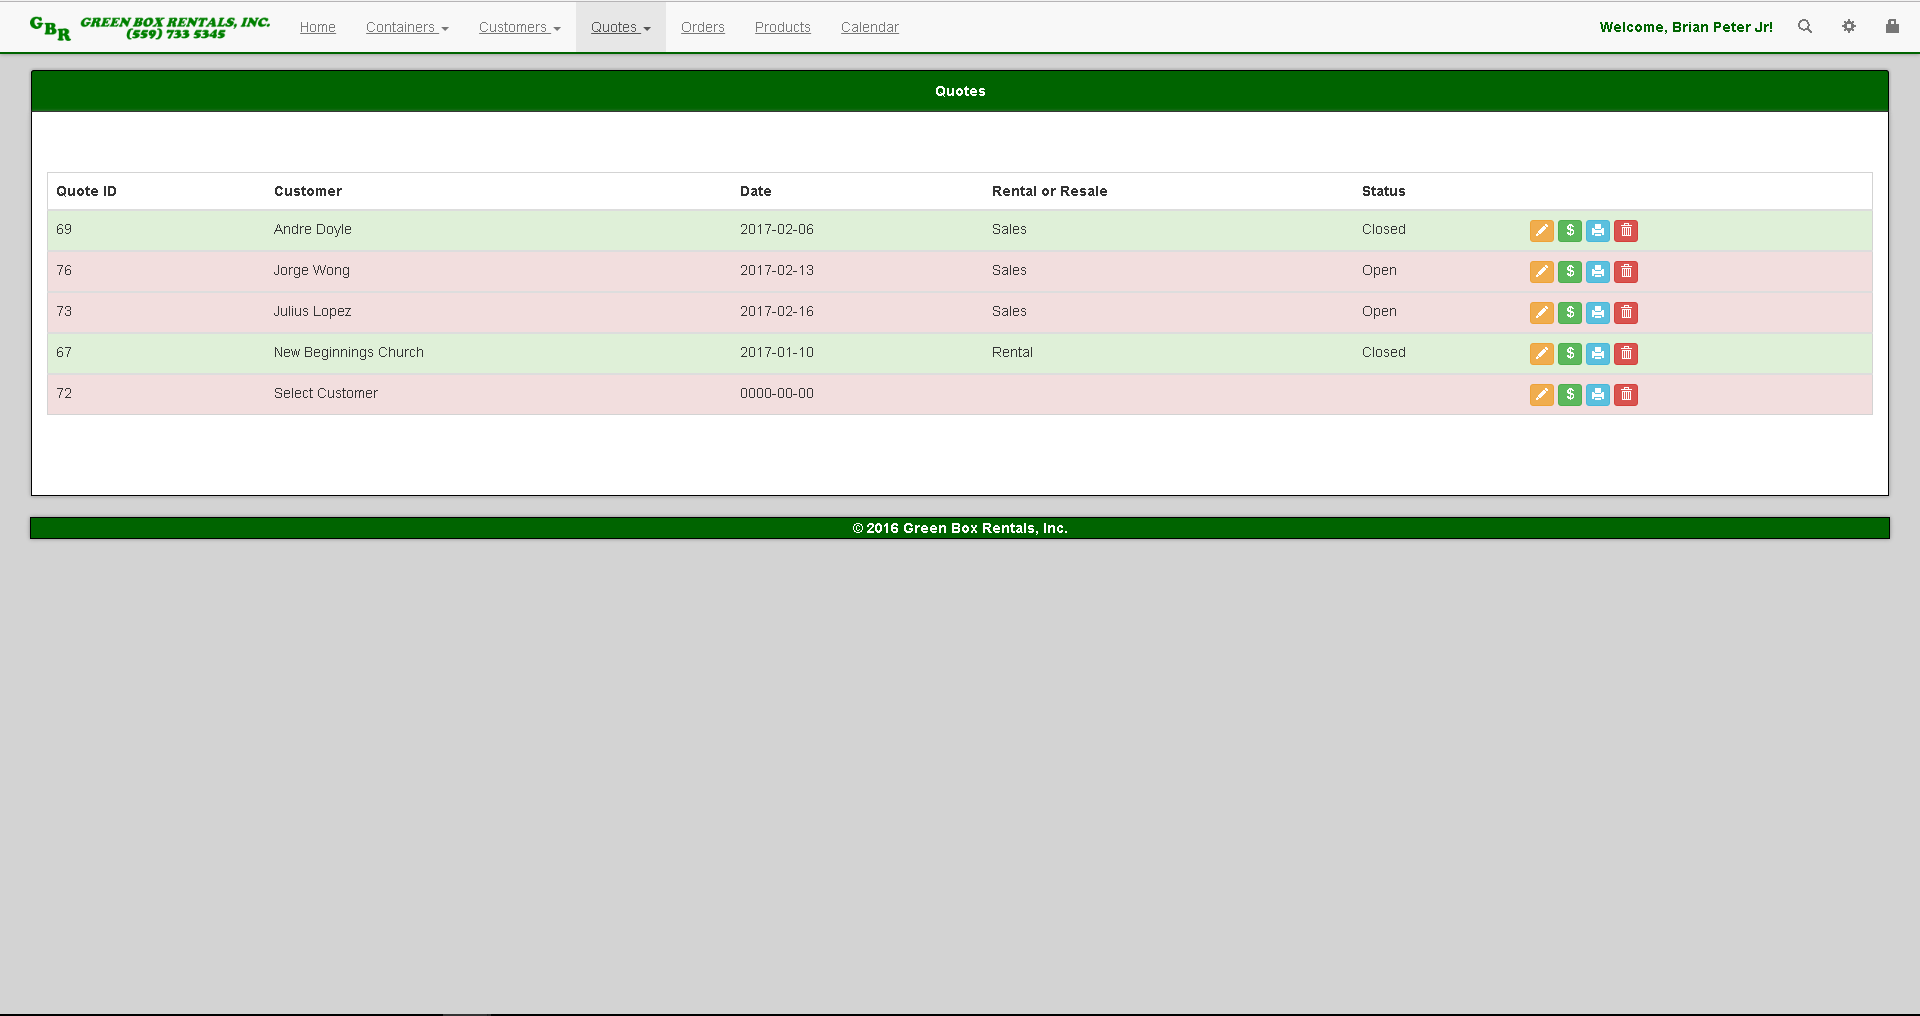 GBR GREEN BOX RENTALS, INC.
(559) 733 5345
Home Containers Customers Quotes Orders Products Calendar Welcome, Brian Peter Jr!
Quotes
Quote ID Customer Date Rental or Resale Status
69 Andre Doyle 2017-02-06 Sales Closed $
76 Jorge Wong 2017-02-13 Sales Open $
73 Julius Lopez 2017-02-16 Sales Open $
67 New Beginnings Church 2017-01-10 Rental Closed $
72 Select Customer 0000-00-00 $
© 2016 Green Box Rentals, Inc.